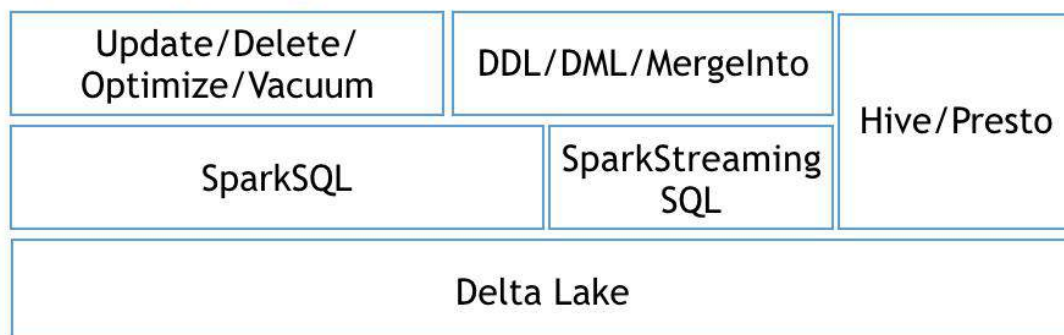 Update/Delete/
Optimize/Vacuum
DDL/DML/MergeInto
Hive/Presto
SparkSQL
SparkStreaming
SQL
Delta Lake